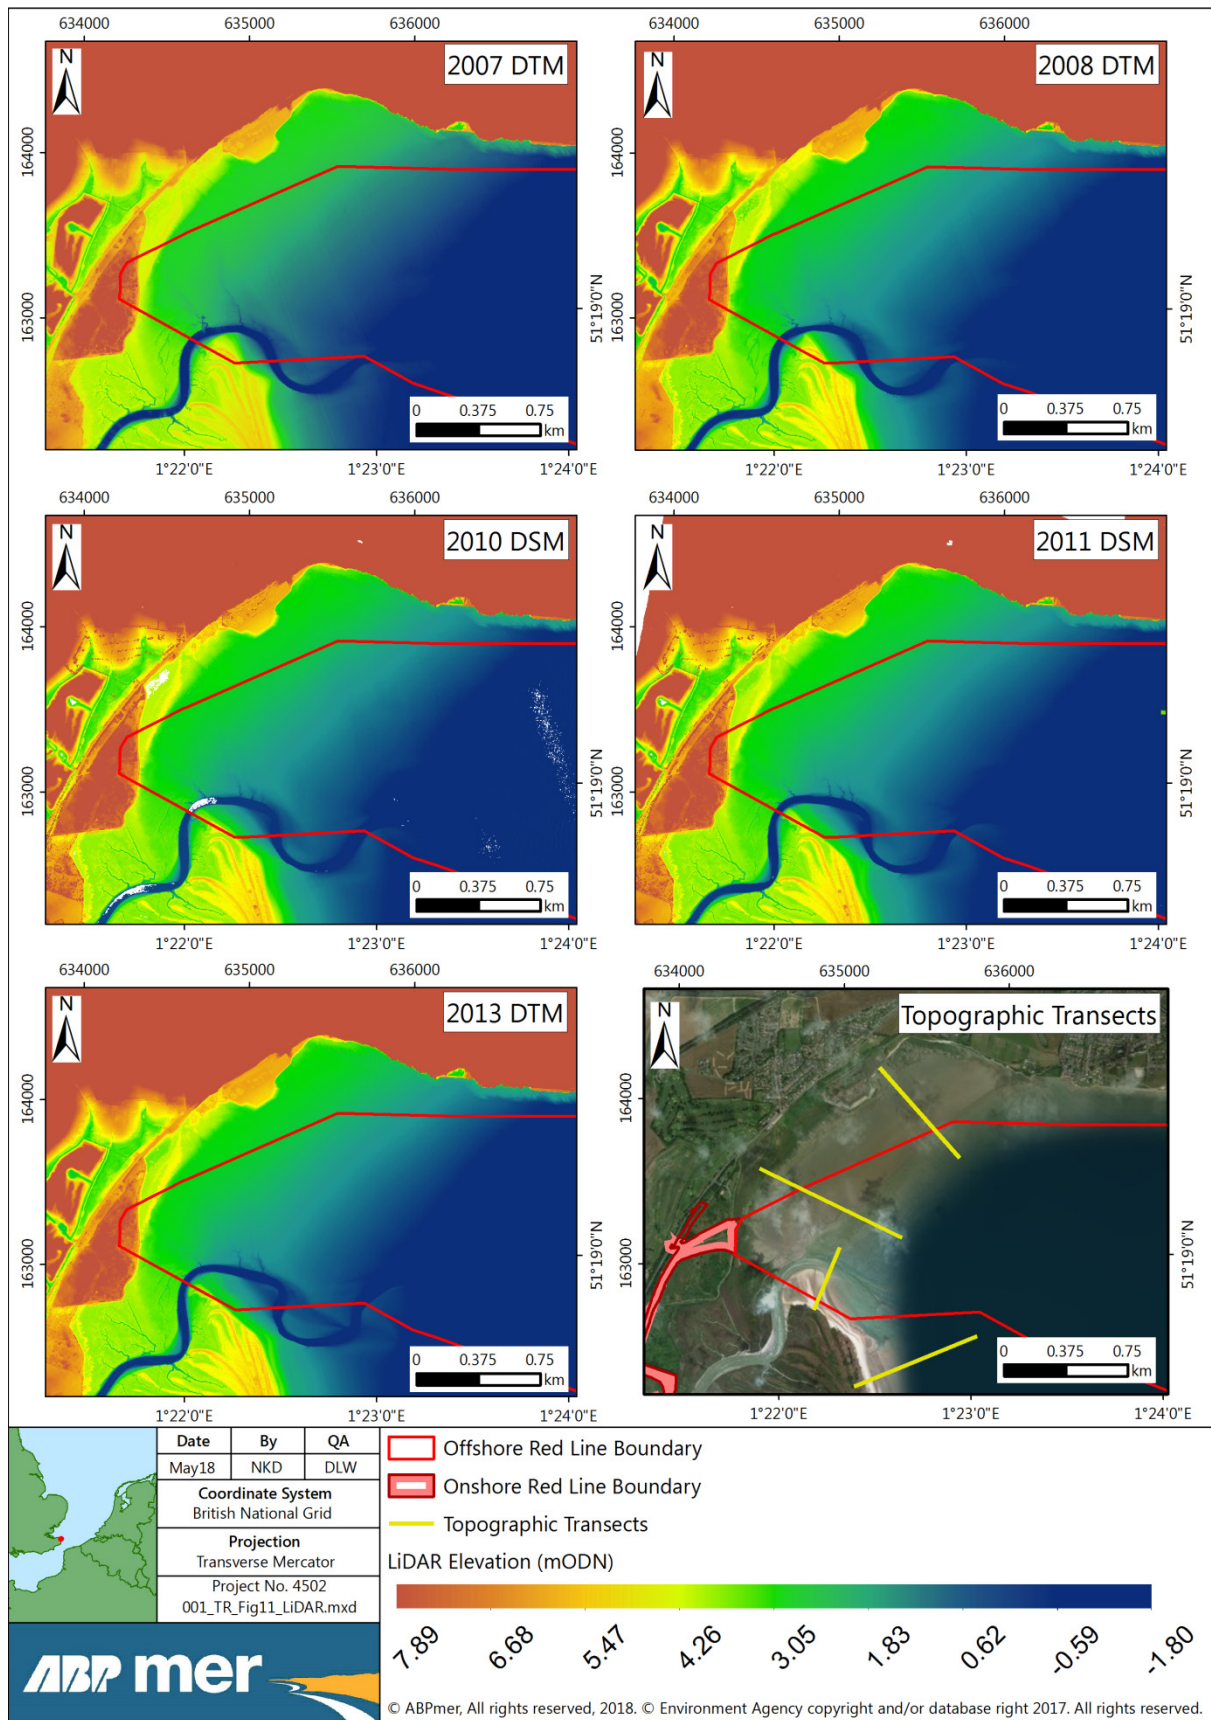 634000 635000 636000 634000 635000 636000
N 2007 DTM N 2008 DTM
164000 163000 51°19'0"N 164000 163000 51°19'0"N
0 0.375 0.75 0 0.375 0.75
km km
1°22'0"E 1°23'0"E 1°24'0"E 1°22'0"E 1°23'0"E 1°24'0"E
634000 635000 636000 634000 635000 636000
N 2010 DSM N 2011 DSM
164000 163000 51°19'0"N 164000 163000 51°19'0"N
0 0.375 0.75 0 0.375 0.75
km km
1°22'0"E 1°23'0"E 1°24'0"E 1°22'0"E 1°23'0"E 1°24'0"E
634000 635000 636000 634000 635000 636000
N 2013 DTM N Topographic Transects
164000 163000 51°19'0"N 164000 163000 51°19'0"N
0 0.375 0.75 0 0.375 0.75
km km
1°22'0"E 1°23'0"E 1°24'0"E 1°22'0"E 1°23'0"E 1°24'0"E
Date By QA
May18 NKD DLW
Coordinate System
British National Grid
Projection
Transverse Mercator
Project No. 4502
001_TR_Fig11_LiDAR.mxd
ABP mer
Offshore Red Line Boundary
Onshore Red Line Boundary
Topographic Transects
LiDAR Elevation (mODN)
7.89 6.68 5.47 4.26 3.05 1.83 0.62 -0.59 -1.80
© ABPmer, All rights reserved, 2018. © Environment Agency copyright and/or database right 2017. All rights reserved.